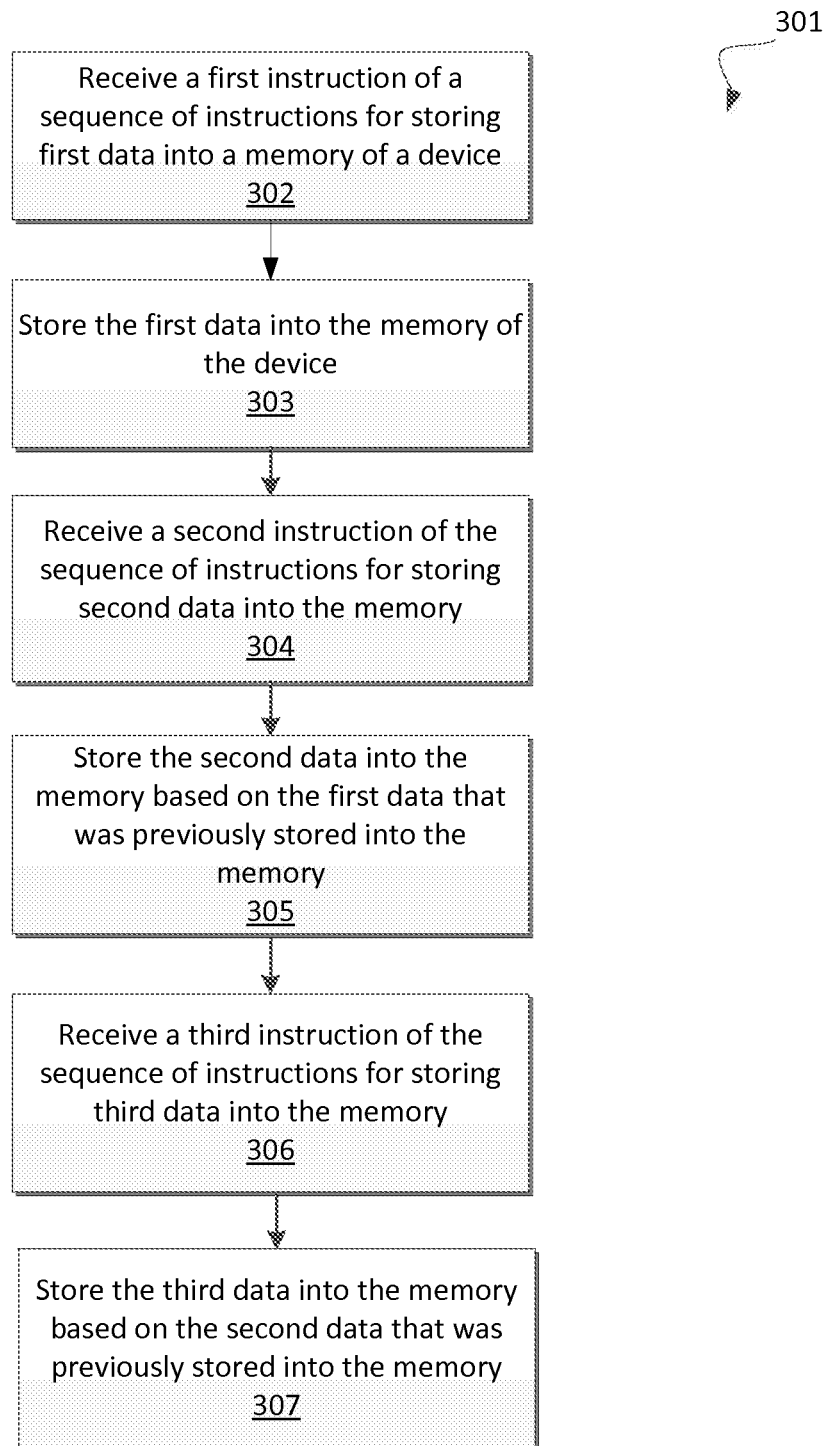 301
Receive a first instruction of a
sequence of instructions for storing
first data into a memory of a device
302
Store the first data into the memory of
the device
303
Receive a second instruction of the
sequence of instructions for storing
second data into the memory
304
Store the second data into the
memory based on the first data that
was previously stored into the
memory
305
Receive a third instruction of the
sequence of instructions for storing
third data into the memory
306
Store the third data into the memory
based on the second data that was
previously stored into the memory
307